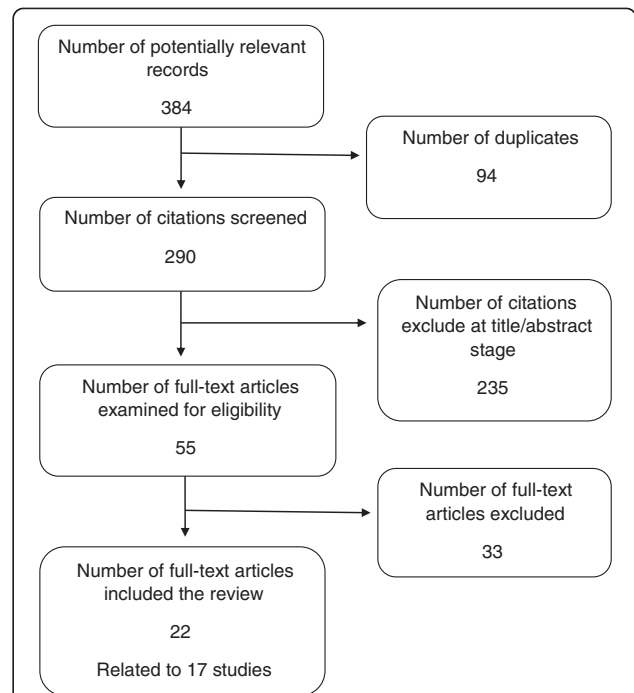 Number of potentially relevant
records
384
Number of duplicates
94
Number of citations screened
290
Number of citations
exclude at title/abstract
stage
235
Number of full-text articles
examined for eligibility
55
Number of full-text
articles excluded
33
Number of full-text articles
included the review
22
Related to 17 studies